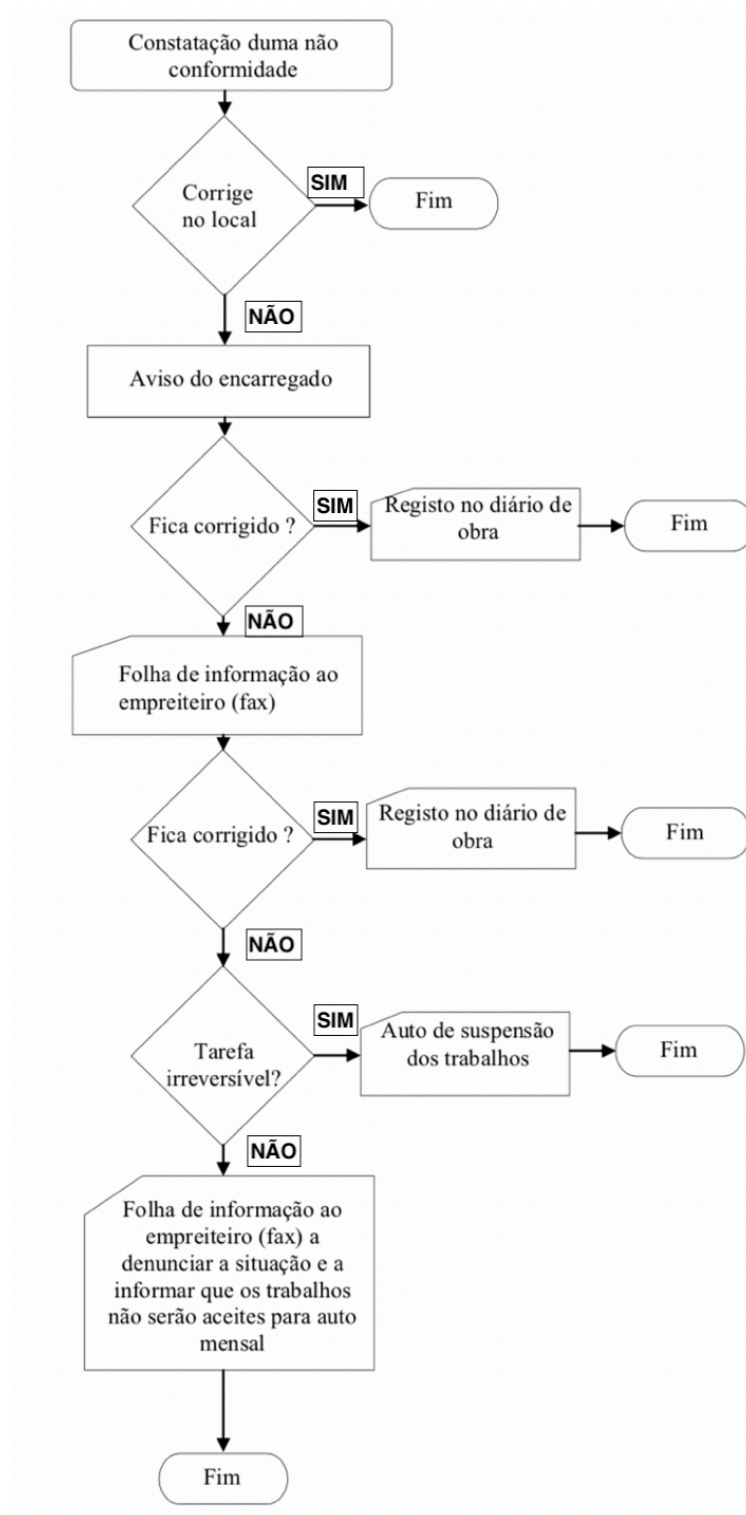 Constatação duma não
conformidade
Corrige
no local
SIM
Fim
NÃO
Aviso do encarregado
Fica corrigido ?
SIM
Registo no diário de
obra
Fim
NÃO
Folha de informação ao
empreiteiro (fax)
Fica corrigido ?
SIM
Registo no diário de
obra
Fim
NÃO
Tarefa
irreversível?
SIM
Auto de suspensão
dos trabalhos
Fim
NÃO
Folha de informação ao
empreiteiro (fax) a
denunciar a situação e a
informar que os trabalhos
não serão aceites para auto
mensal
Fim